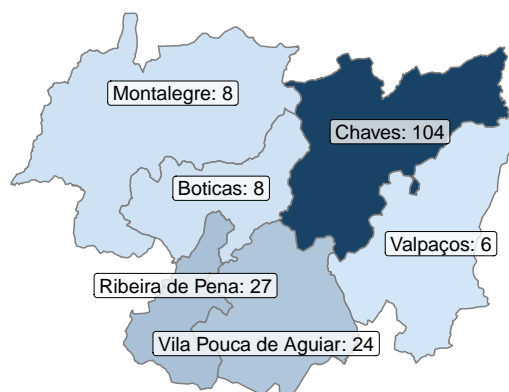 Montalegre: 8
Chaves: 104
Boticas: 8
Valpaços: 6
Ribeira de Pena: 27
Vila Pouca de Aguiar: 24